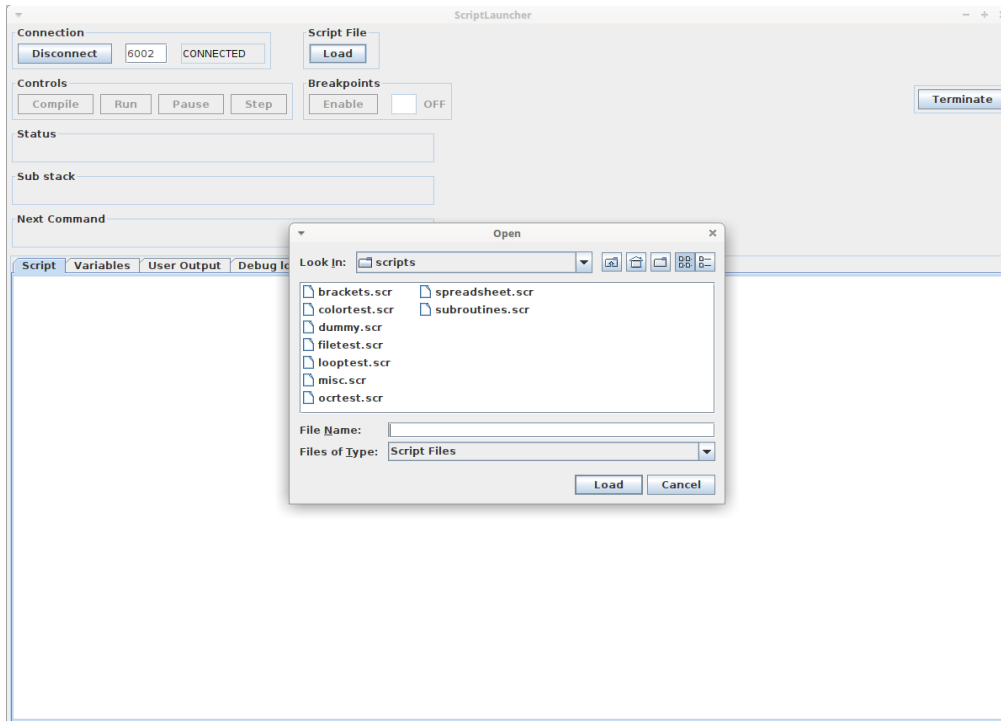 ScriptLauncher
Connection
Disconnect 6002 CONNECTED
Script File
Load
Controls
Compile Run Pause Step
Breakpoints
Enable OFF
Terminate
Status
Sub stack
Next Command
Script Variables User Output Debug
Open
Look In: scripts
brackets.scr spreadsheet.scr
colortest.scr subroutines.scr
dummy.scr
filetest.scr
looptest.scr
misc.scr
ocrtest.scr
File Name:
Files of Type: Script Files
Load Cancel